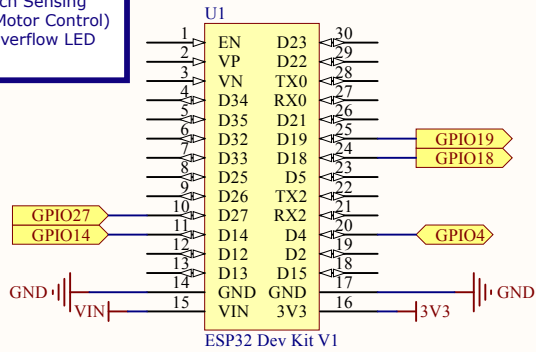 ch Sensing
Motor Control)
verflow LED
U1
1 EN D23 30
2 VP D22 29
3 VN TX0 28
4 D34 RX0 27
5 D35 D21 26
6 D32 D19 25 GPIO19
7 D33 D18 24 GPIO18
8 D25 D5 23
9 D26 TX2 22
GPIO27 10 D27 RX2 21
GPIO14 11 D14 D4 20 GPIO4
12 D12 D2 19
13 D13 D15 18
GND 14 GND GND 17 GND
VIN 15 VIN 3V3 16 3V3
ESP32 Dev Kit V1